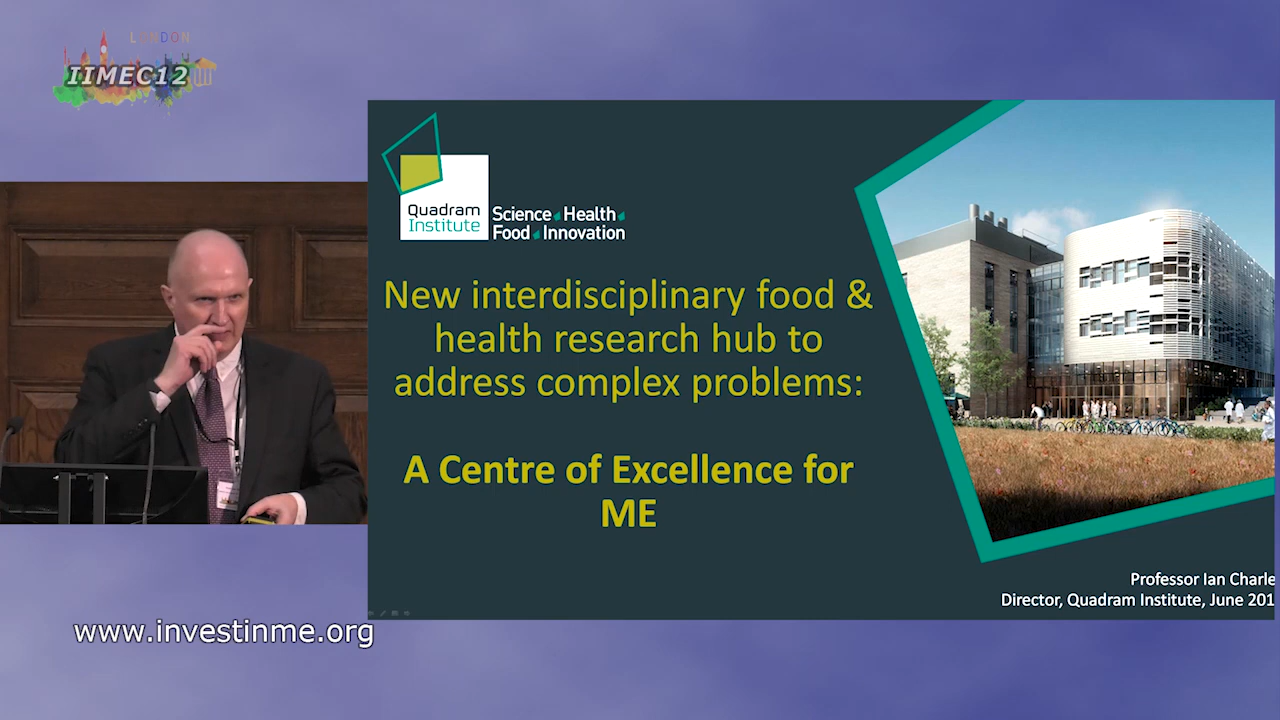 LONDON
IIMEC12
Quadram
Institute
Science Health
Food Innovation
New interdisciplinary food &
health research hub to
address complex problems:
A Centre of Excellence for
ME
Professor Ian Charle
Director, Quadram Institute, June 201
www.investinme.org